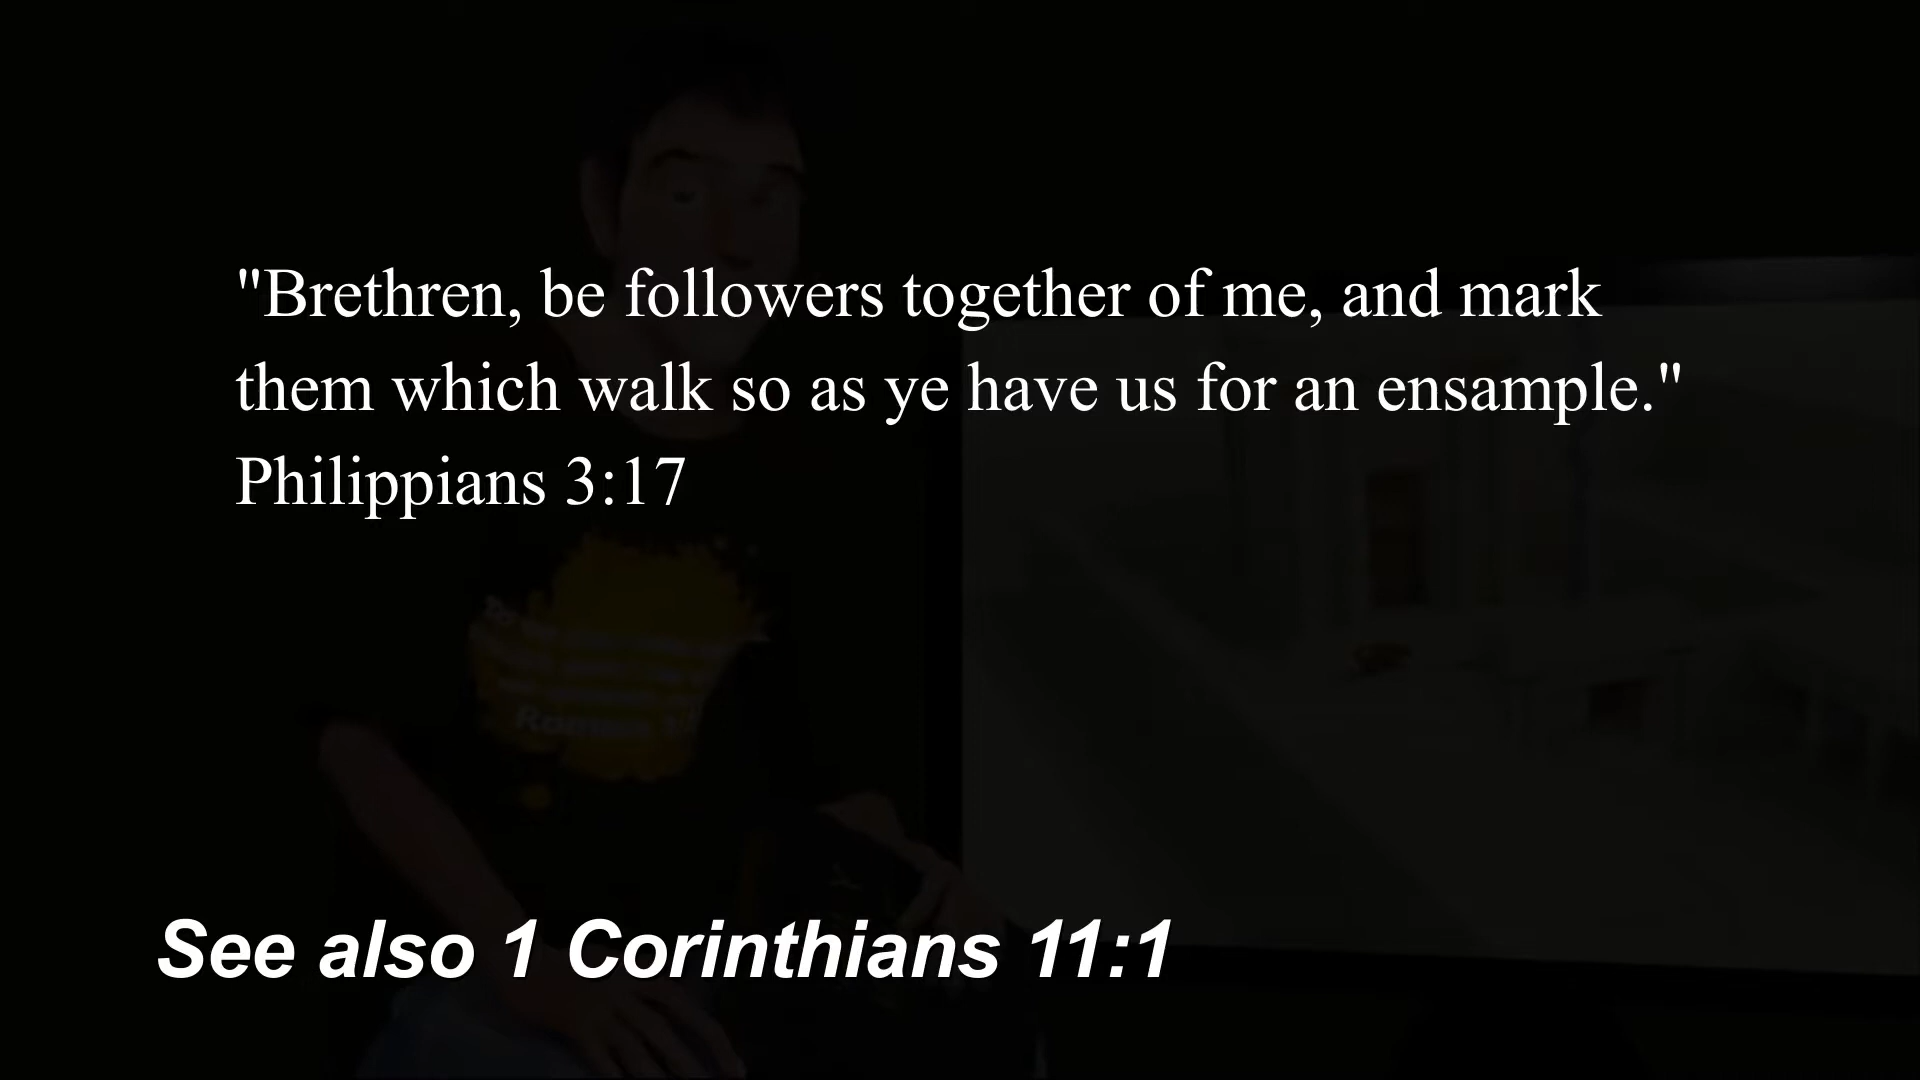 "Brethren, be followers together of me, and mark
them which walk so as ye have us for an ensample."
Philippians 3:17
See also 1 Corinthians 11:1